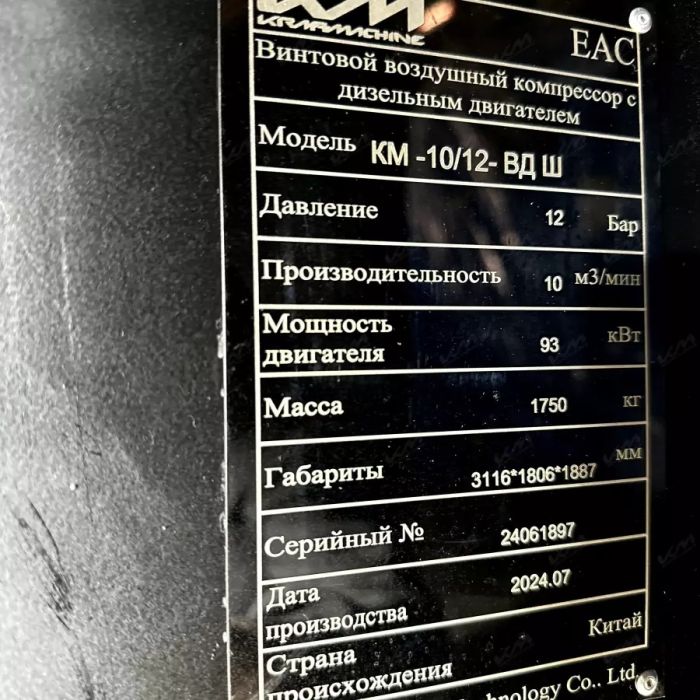 KM
KRAFMACHINE
EAC
Винтовой воздушный компрессор с
дизельным двигателем
Модель КМ -10/12- ВД Ш
Давление 12 Бар
Производительность 10 м3/мин
Мощность
двигателя 93 кВт
Масса 1750 кг
Габариты 3116*1806*1887 мм
Серийный № 24061897
Дата
производства 2024.07
Страна
происхождения Китай
Co., Ltd